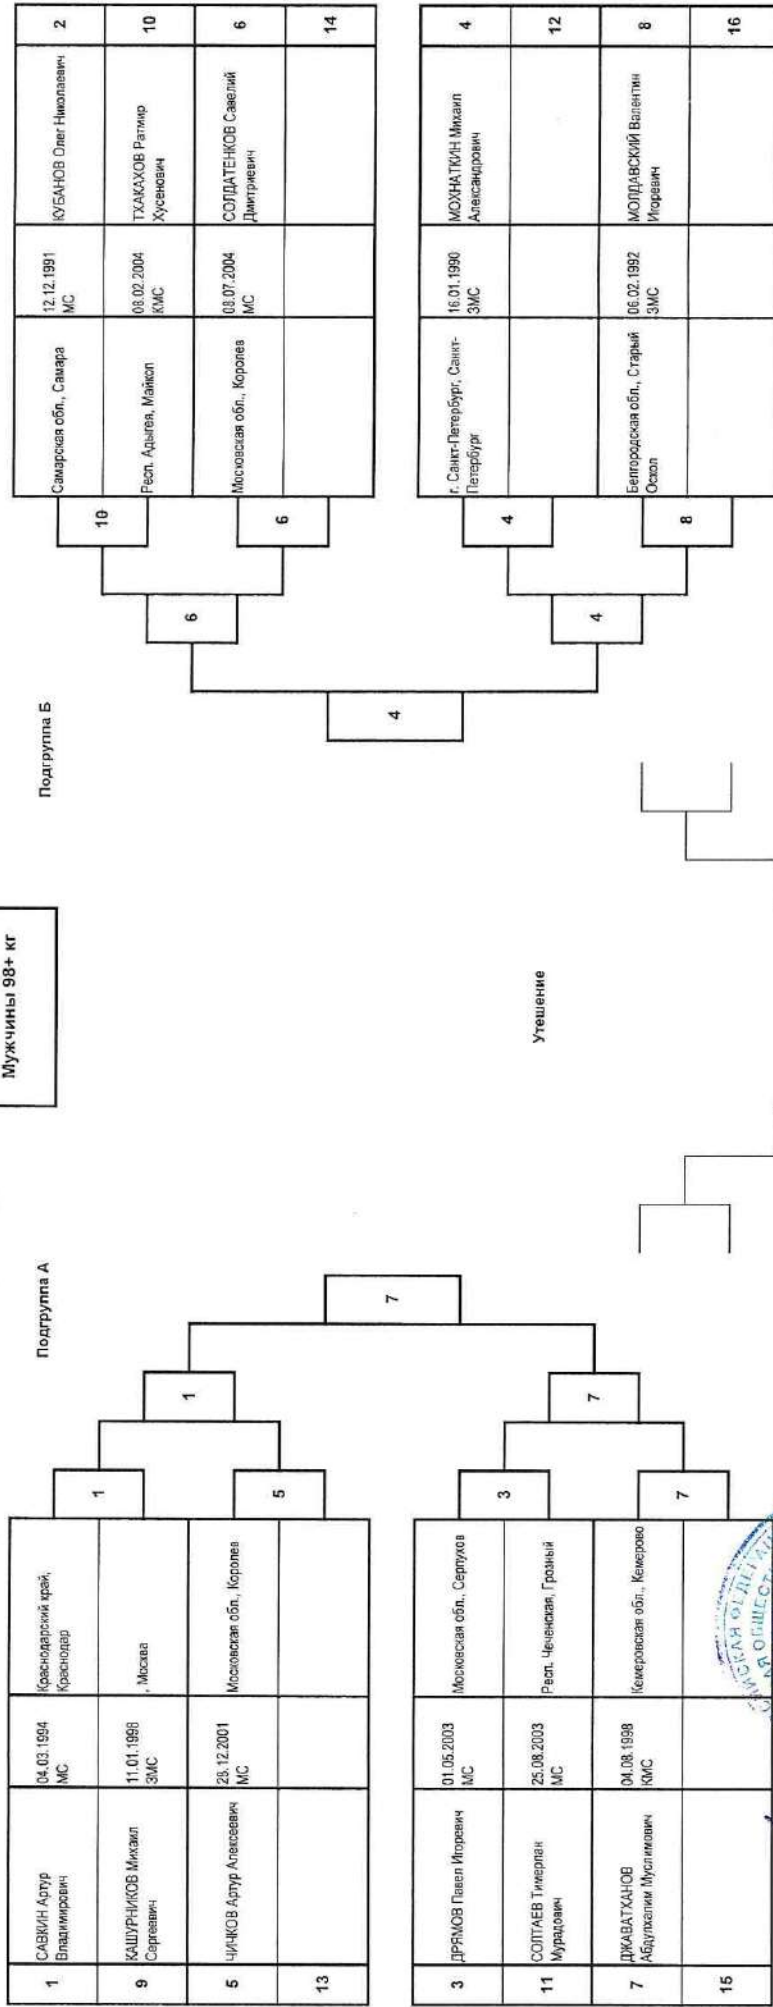 Мужчины 98+ кг
Подгруппа А
1
САВКИН Артур
Владимирович
04.03.1994
МС
Краснодарский край,
Краснодар
9
КАШУРНИКОВ Михаил
Сергеевич
11.01.1998
ЗМС
, Москва
5
ЧИЧКОВ Артур Алексеевич
28.12.2001
МС
Московская обл., Королев
13
3
ДРЯМОВ Павел Игоревич
01.05.2003
МС
Московская обл., Серпухов
11
СОЛТАЕВ Тимерлан
Мурадович
25.08.2003
МС
Респ. Чеченская, Грозный
7
ДЖАВАТХАНОВ
Абдулхалим Муслимович
04.08.1998
КМС
Кемеровская обл., Кемерово
15
1
5
3
7
1
7
7
Подгруппа Б
Самарская обл., Самара
12.12.1991
МС
КУБАНОВ Олег Николаевич
2
Респ. Адыгея, Майкоп
08.02.2004
КМС
ТХАКАХОВ Ратмир
Хусенович
10
Московская обл., Королев
08.07.2004
МС
СОЛДАТЕНКОВ Савелий
Дмитриевич
6
14
г. Санкт-Петербург, Санкт-
Петербург
16.01.1990
ЗМС
МОХНАТКИН Михаил
Александрович
4
12
Белгородская обл., Старый
Оскол
06.02.1992
ЗМС
МОЛДАВСКИЙ Валентин
Игоревич
8
16
10
6
4
8
6
4
4
Утешение